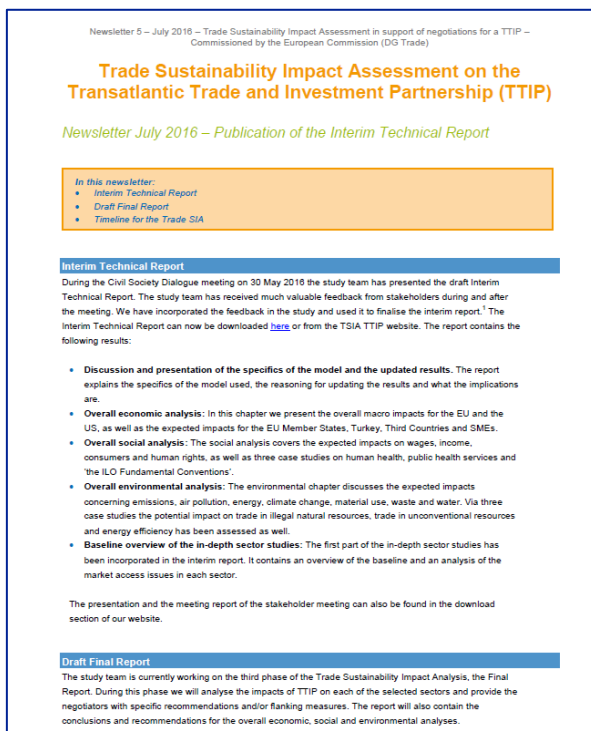 Newsletter 5 – July 2016 – Trade Sustainability Impact Assessment in support of negotiations for a TTIP –
Commissioned by the European Commission (DG Trade)
Trade Sustainability Impact Assessment on the
Transatlantic Trade and Investment Partnership (TTIP)
Newsletter July 2016 – Publication of the Interim Technical Report
In this newsletter:
• Interim Technical Report
• Draft Final Report
• Timeline for the Trade SIA
Interim Technical Report
During the Civil Society Dialogue meeting on 30 May 2016 the study team has presented the draft Interim
Technical Report. The study team has received much valuable feedback from stakeholders during and after
the meeting. We have incorporated the feedback in the study and used it to finalise the interim report.¹ The
Interim Technical Report can now be downloaded here or from the TSIA TTIP website. The report contains the
following results:
• Discussion and presentation of the specifics of the model and the updated results. The report
explains the specifics of the model used, the reasoning for updating the results and what the implications
are.
• Overall economic analysis: In this chapter we present the overall macro impacts for the EU and the
US, as well as the expected impacts for the EU Member States, Turkey, Third Countries and SMEs.
• Overall social analysis: The social analysis covers the expected impacts on wages, income,
consumers and human rights, as well as three case studies on human health, public health services and
'the ILO Fundamental Conventions'.
• Overall environmental analysis: The environmental chapter discusses the expected impacts
concerning emissions, air pollution, energy, climate change, material use, waste and water. Via three
case studies the potential impact on trade in illegal natural resources, trade in unconventional resources
and energy efficiency has been assessed as well.
• Baseline overview of the in-depth sector studies: The first part of the in-depth sector studies has
been incorporated in the interim report. It contains an overview of the baseline and an analysis of the
market access issues in each sector.
The presentation and the meeting report of the stakeholder meeting can also be found in the download
section of our website.
Draft Final Report
The study team is currently working on the third phase of the Trade Sustainability Impact Analysis, the Final
Report. During this phase we will analyse the impacts of TTIP on each of the selected sectors and provide the
negotiators with specific recommendations and/or flanking measures. The report will also contain the
conclusions and recommendations for the overall economic, social and environmental analyses.